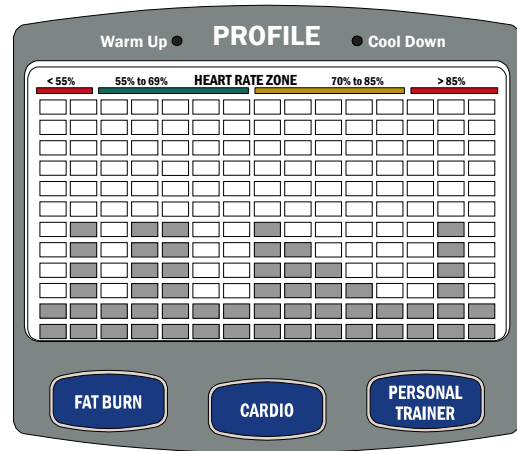 Warm Up PROFILE Cool Down
< 55% 55% to 69% HEART RATE ZONE 70% to 85% > 85%
FAT BURN
CARDIO
PERSONAL
TRAINER